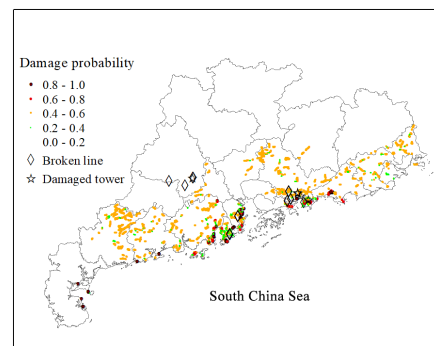 Damage probability
0.8 - 1.0
0.6 - 0.8
0.4 - 0.6
0.2 - 0.4
0.0 - 0.2
Broken line
Damaged tower
South China Sea